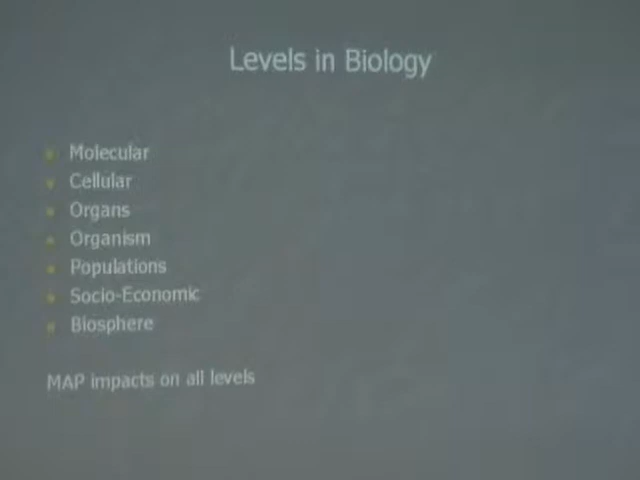 Levels in Biology
Molecular
Cellular
Organs
Organism
Populations
Socio-Economic
Biosphere
MAP impacts on all levels